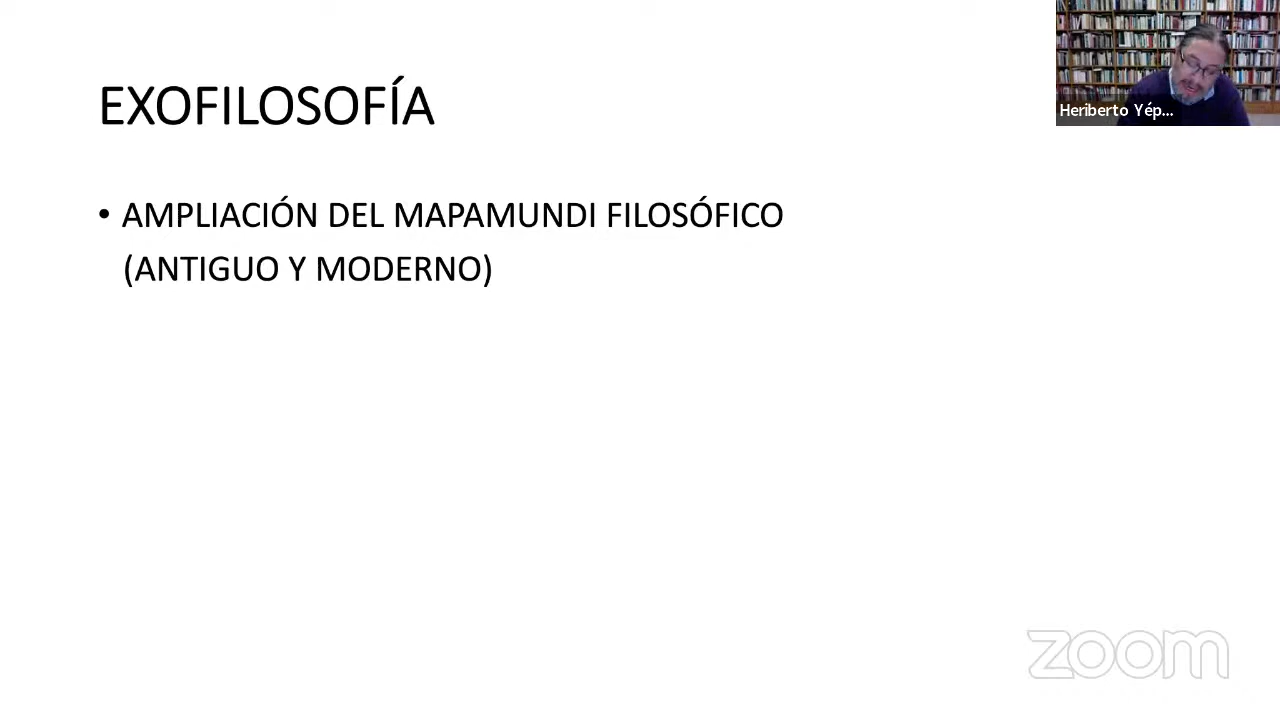 EXOFILOSOFÍA
Heriberto Yép...
• AMPLIACIÓN DEL MAPAMUNDI FILOSÓFICO
(ANTIGUO Y MODERNO)
zoom